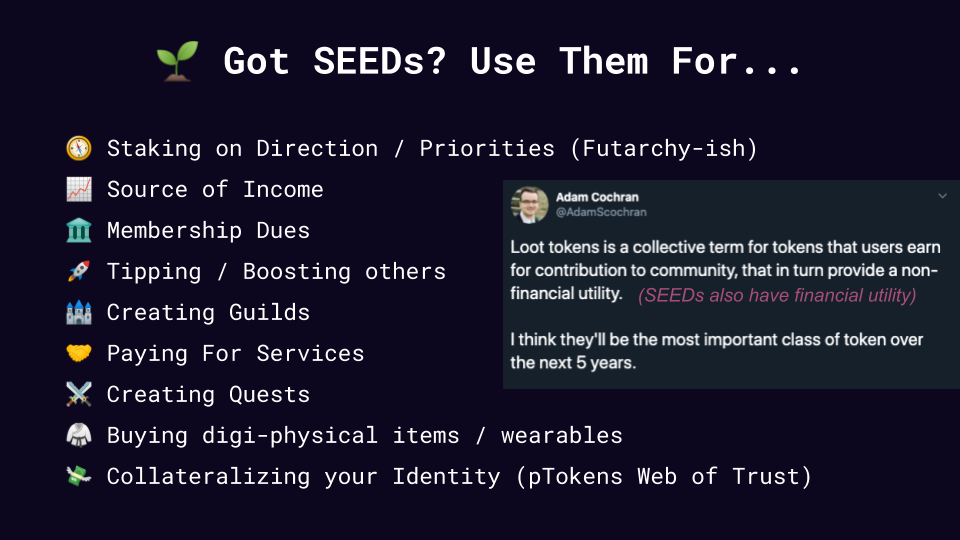 🌱 Got SEEDs? Use Them For...
🧭 Staking on Direction / Priorities (Futarchy-ish)
📈 Source of Income
🏛 Membership Dues
🚀 Tipping / Boosting others
🏰 Creating Guilds
🤝 Paying For Services
⚔️ Creating Quests
🥋 Buying digi-physical items / wearables
💸 Collateralizing your Identity (pTokens Web of Trust)
Adam Cochran
@AdamScochran
Loot tokens is a collective term for tokens that users earn
for contribution to community, that in turn provide a non-
financial utility. (SEEDs also have financial utility)
I think they'll be the most important class of token over
the next 5 years.